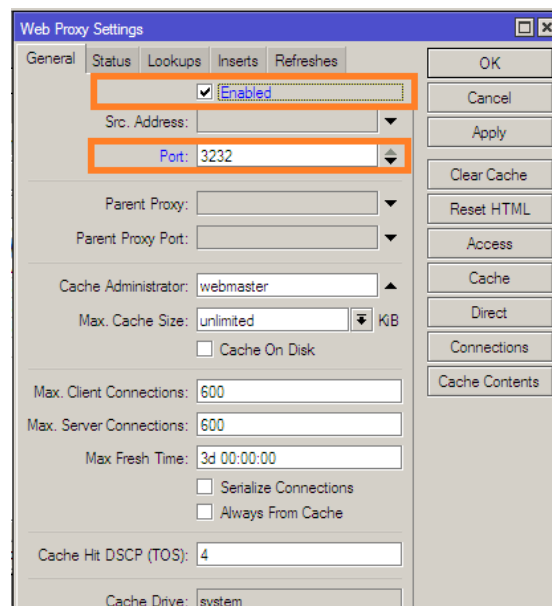 Web Proxy Settings
General Status Lookups Inserts Refreshes
Enabled
Src. Address:
Port: 3232
Parent Proxy:
Parent Proxy Port:
Cache Administrator: webmaster
Max. Cache Size: unlimited KiB
Cache On Disk
Max. Client Connections: 600
Max. Server Connections: 600
Max Fresh Time: 3d 00:00:00
Serialize Connections
Always From Cache
Cache Hit DSCP (TOS): 4
Cache Drive: system
OK
Cancel
Apply
Clear Cache
Reset HTML
Access
Cache
Direct
Connections
Cache Contents